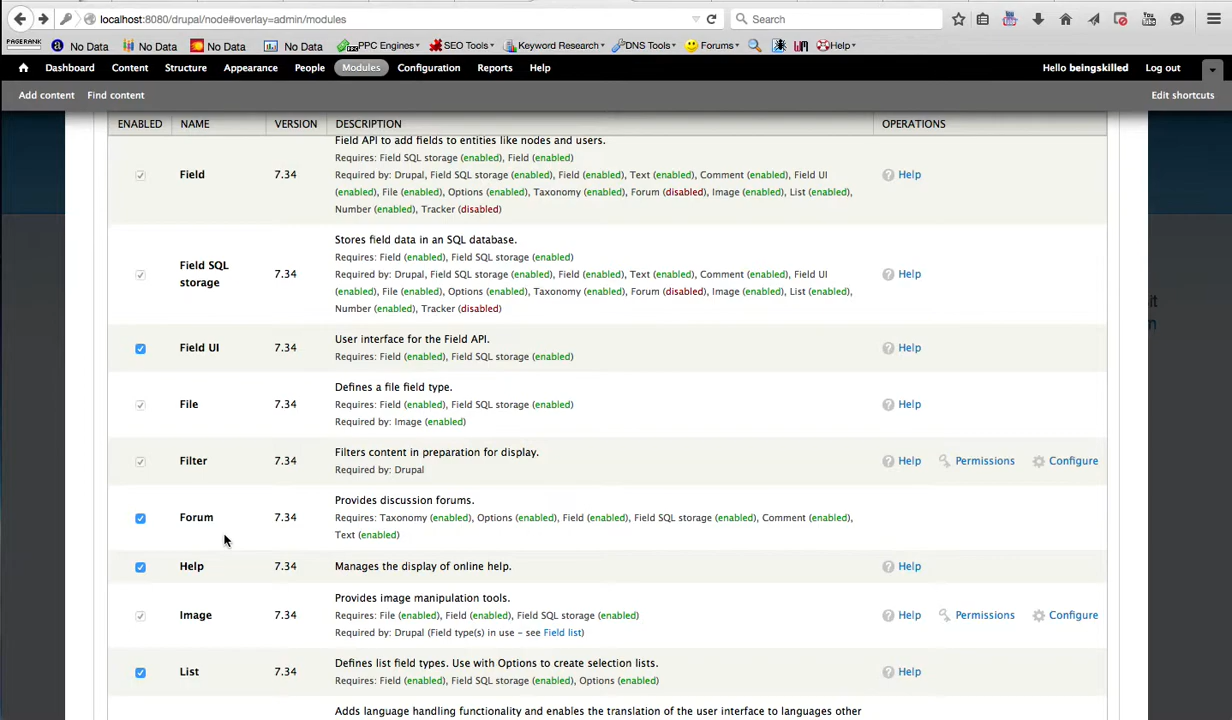 localhost:8080/drupal/node#overlay=admin/modules
Search
PAGERANK No Data No Data No Data No Data PPC Engines SEO Tools Keyword Research DNS Tools Forums Help
Dashboard Content Structure Appearance People Modules Configuration Reports Help Hello beingskilled Log out
Add content Find content Edit shortcuts
ENABLED NAME VERSION DESCRIPTION OPERATIONS
Field API to add fields to entities like nodes and users.
Requires: Field SQL storage (enabled), Field (enabled)
Field 7.34 Required by: Drupal, Field SQL storage (enabled), Field (enabled), Text (enabled), Comment (enabled), Field UI Help
(enabled), File (enabled), Options (enabled), Taxonomy (enabled), Forum (disabled), Image (enabled), List (enabled),
Number (enabled), Tracker (disabled)
Stores field data in an SQL database.
Requires: Field (enabled), Field SQL storage (enabled)
Field SQL storage 7.34 Required by: Drupal, Field SQL storage (enabled), Field (enabled), Text (enabled), Comment (enabled), Field UI Help
(enabled), File (enabled), Options (enabled), Taxonomy (enabled), Forum (disabled), Image (enabled), List (enabled),
Number (enabled), Tracker (disabled)
User interface for the Field API.
Field UI 7.34 Help
Requires: Field (enabled), Field SQL storage (enabled)
Defines a file field type.
File 7.34 Requires: Field (enabled), Field SQL storage (enabled) Help
Required by: Image (enabled)
Filters content in preparation for display.
Filter 7.34 Help Permissions Configure
Required by: Drupal
Provides discussion forums.
Forum 7.34 Requires: Taxonomy (enabled), Options (enabled), Field (enabled), Field SQL storage (enabled), Comment (enabled),
Text (enabled)
Help 7.34 Manages the display of online help. Help
Provides image manipulation tools.
Image 7.34 Requires: File (enabled), Field (enabled), Field SQL storage (enabled) Help Permissions Configure
Required by: Drupal (Field type(s) in use – see Field list)
Defines list field types. Use with Options to create selection lists.
List 7.34 Help
Requires: Field (enabled), Field SQL storage (enabled), Options (enabled)
Adds language handling functionality and enables the translation of the user interface to languages other